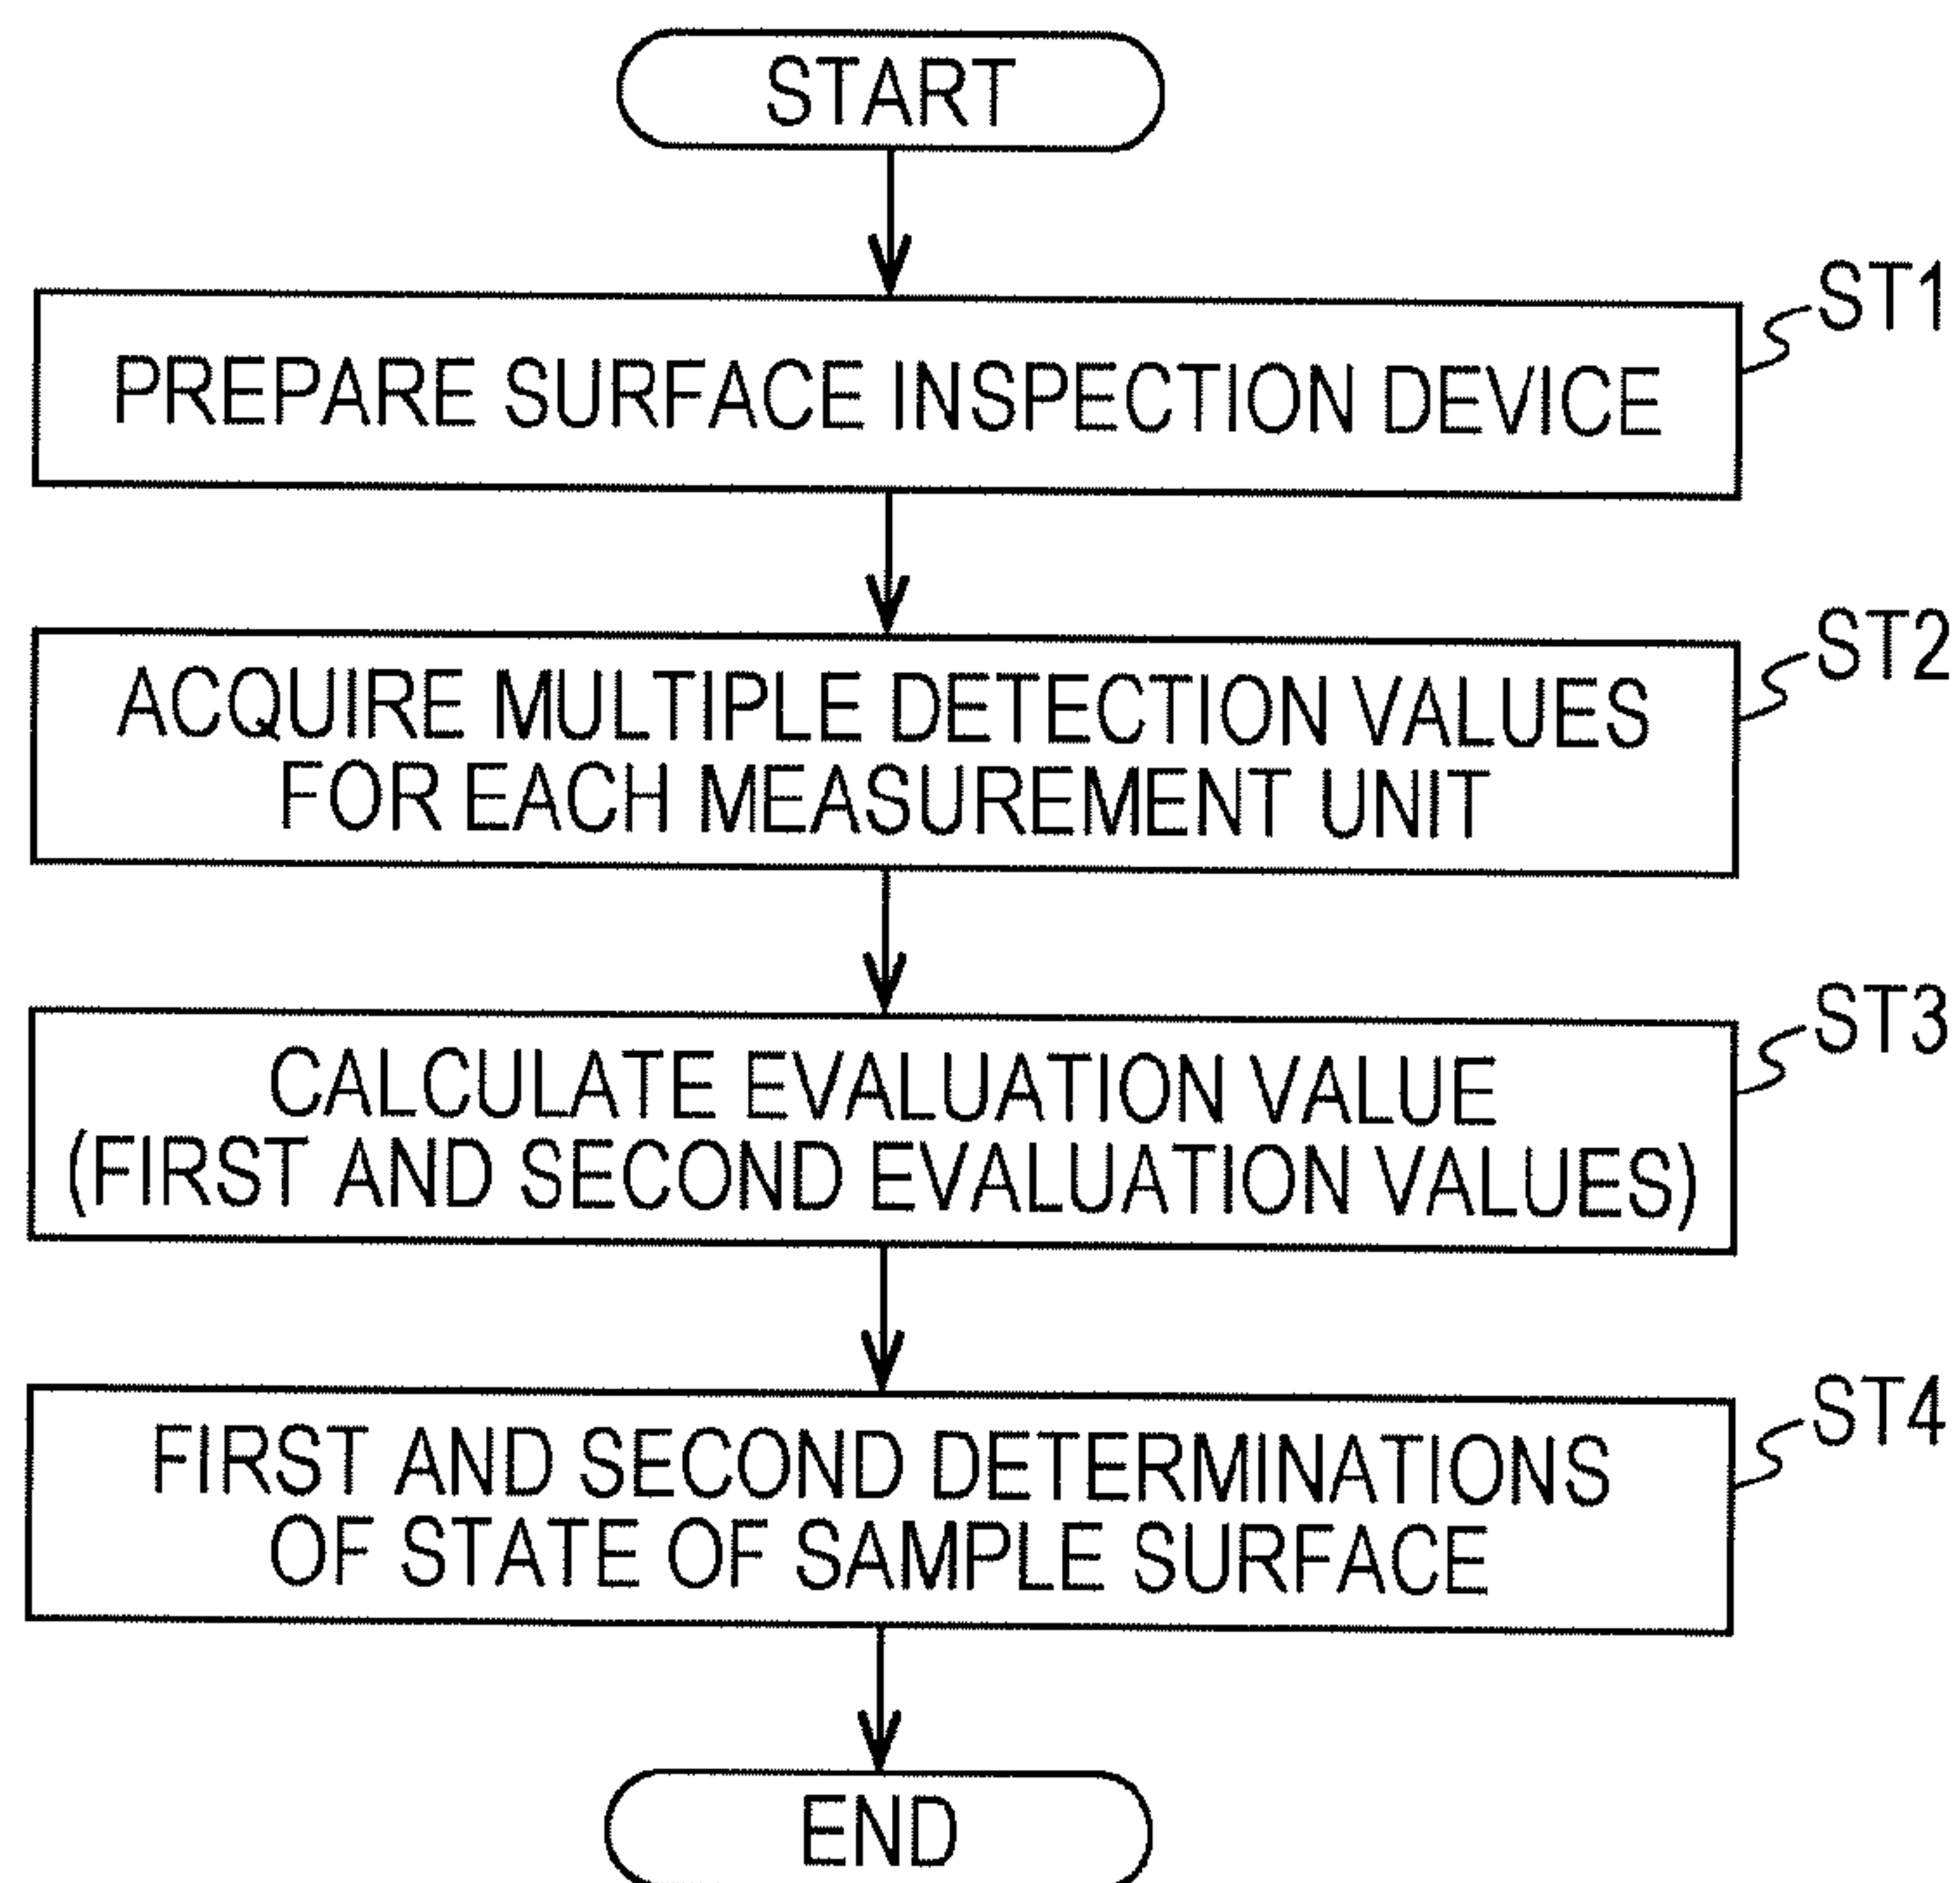 START
ST1
PREPARE SURFACE INSPECTION DEVICE
ST2
ACQUIRE MULTIPLE DETECTION VALUES
FOR EACH MEASUREMENT UNIT
ST3
CALCULATE EVALUATION VALUE
(FIRST AND SECOND EVALUATION VALUES)
ST4
FIRST AND SECOND DETERMINATIONS
OF STATE OF SAMPLE SURFACE
END